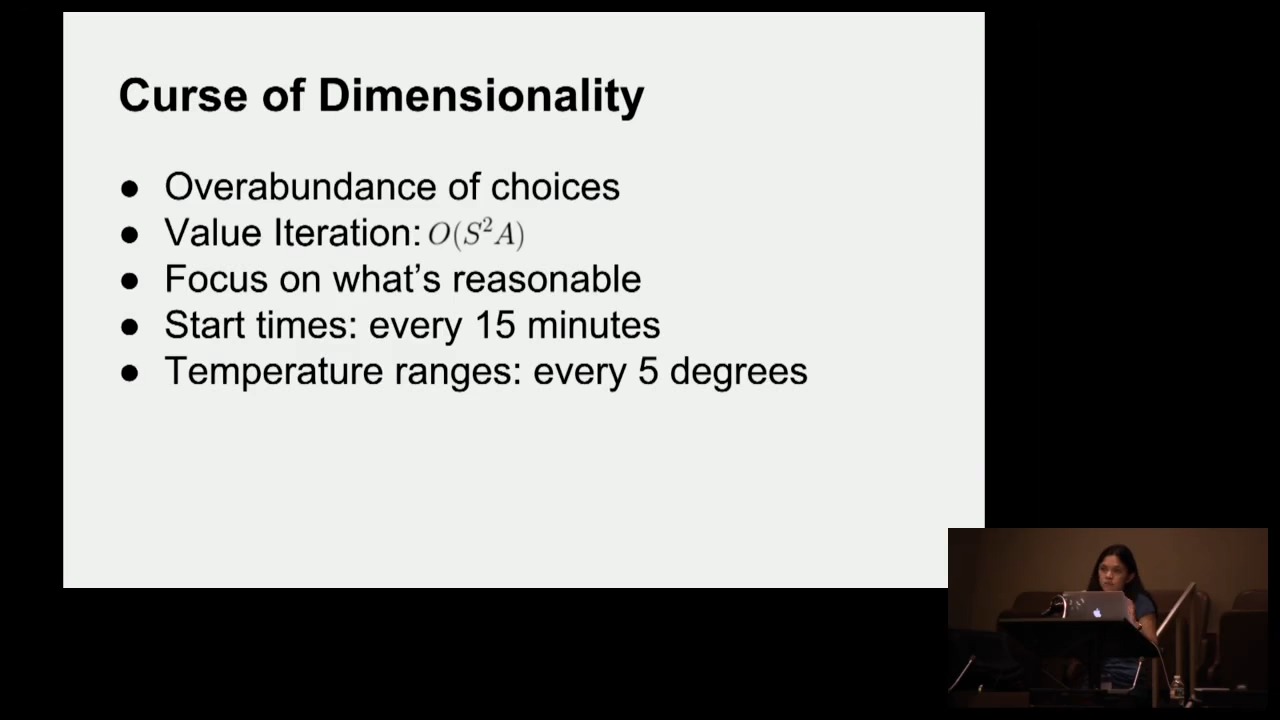 Curse of Dimensionality
● Overabundance of choices
● Value Iteration: $O(S^2A)$
● Focus on what’s reasonable
● Start times: every 15 minutes
● Temperature ranges: every 5 degrees